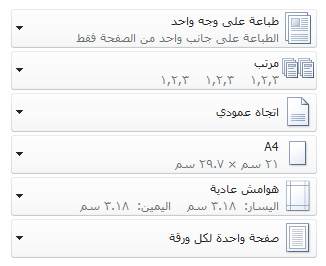 طباعة على وجه واحد
الطباعة على جانب واحد من الصفحة فقط
مرتب
١,٢,٣ ١,٢,٣ ١,٢,٣
اتجاه عمودي
A4
٢١ سم × ٢٩.٧ سم
هوامش عادية
اليسار: ٣.١٨ سم اليمين: ٣.١٨ سم
صفحة واحدة لكل ورقة